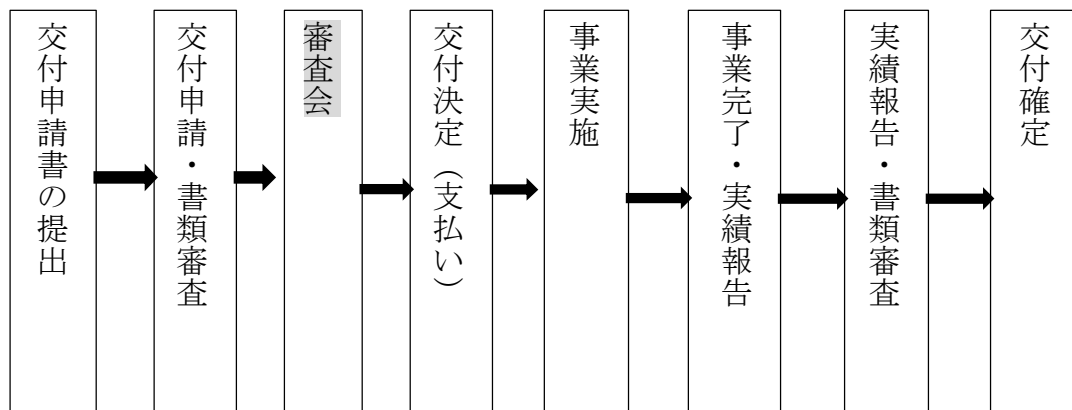 交付申請書の提出
交付申請・書類審査
審査会
交付決定（支払い）
事業実施
事業完了・実績報告
実績報告・書類審査
交付確定